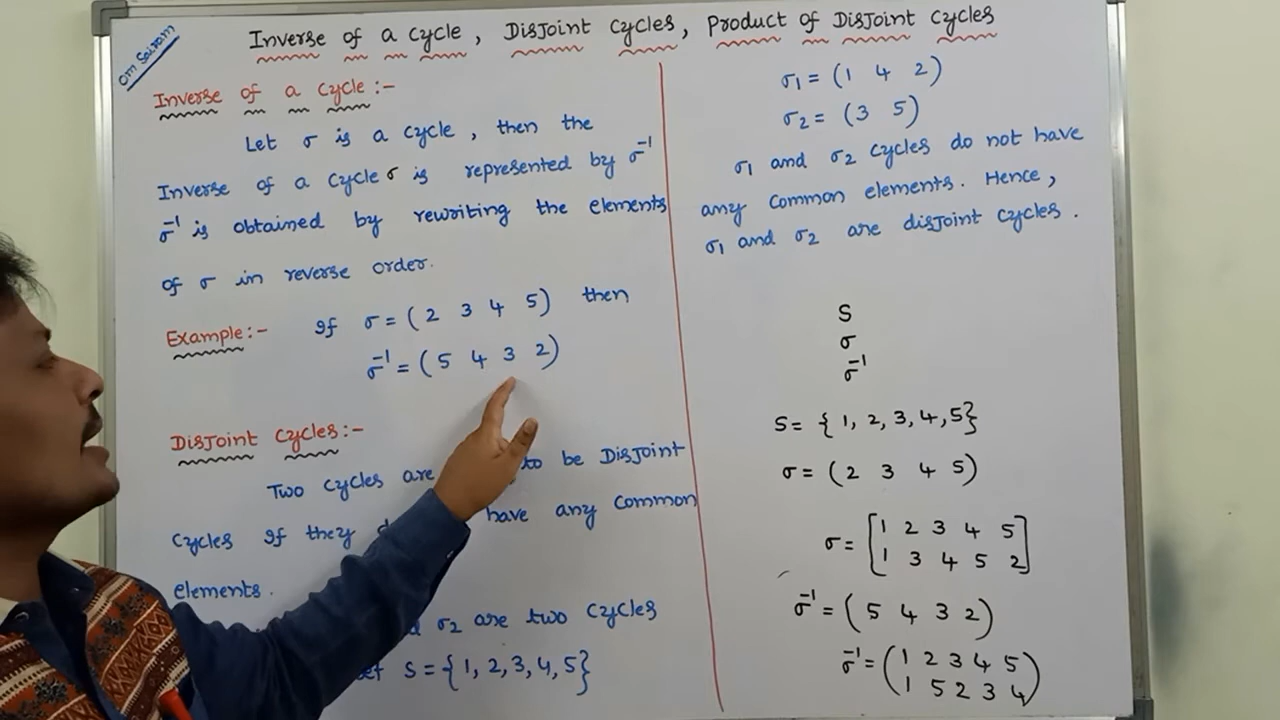 Om Sairam
Inverse of a cycle, Disjoint cycles, Product of Disjoint cycles
Inverse of a cycle:-
Let σ is a cycle, then the
Inverse of a cycle σ is represented by σ⁻¹
σ⁻¹ is obtained by rewriting the elements
of σ in reverse order.
Example:- If σ = (2 3 4 5) then
σ⁻¹ = (5 4 3 2)
Disjoint cycles:-
Two cycles are to be Disjoint
cycles if they have any common
elements.
σ2 are two cycles
S = {1, 2, 3, 4, 5}
σ1 = (1 4 2)
σ2 = (3 5)
σ1 and σ2 cycles do not have
any common elements. Hence,
σ1 and σ2 are disjoint cycles.
S
σ
σ⁻¹
S = {1, 2, 3, 4, 5}
σ = (2 3 4 5)
σ = [1 2 3 4 5
1 3 4 5 2]
σ⁻¹ = (5 4 3 2)
σ⁻¹ = (1 2 3 4 5
1 5 2 3 4)